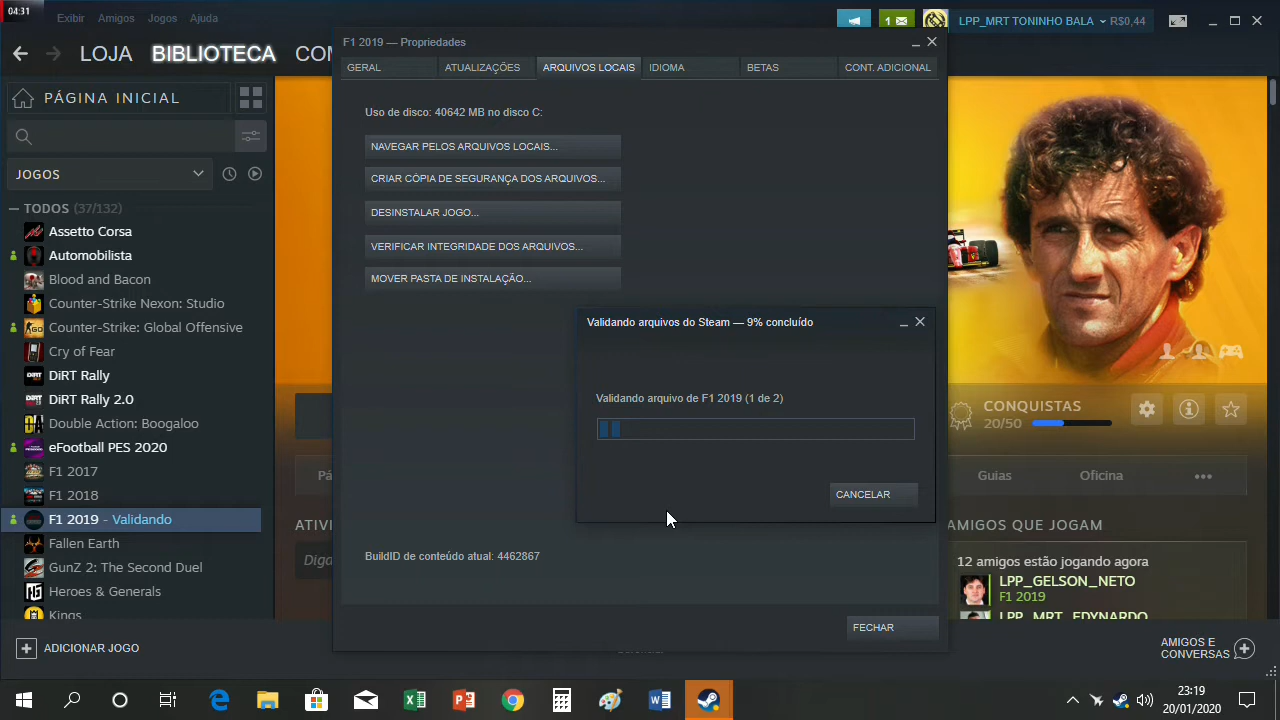 04:31
Exibir Amigos Jogos Ajuda
1
LPP_MRT TONINHO BALA R$0,44
LOJA BIBLIOTECA
F1 2019 — Propriedades
GERAL ATUALIZAÇÕES ARQUIVOS LOCAIS IDIOMA BETAS CONT. ADICIONAL
PÁGINA INICIAL
Uso de disco: 40642 MB no disco C:
NAVEGAR PELOS ARQUIVOS LOCAIS...
CRIAR CÓPIA DE SEGURANÇA DOS ARQUIVOS...
DESINSTALAR JOGO...
VERIFICAR INTEGRIDADE DOS ARQUIVOS...
MOVER PASTA DE INSTALAÇÃO...
JOGOS
TODOS (37/132)
Assetto Corsa
Automobilista
Blood and Bacon
Counter-Strike Nexon: Studio
Counter-Strike: Global Offensive
Cry of Fear
DiRT Rally
DiRT Rally 2.0
Double Action: Boogaloo
eFootball PES 2020
F1 2017
F1 2018
F1 2019 - Validando
Fallen Earth
GunZ 2: The Second Duel
Heroes & Generals
Kings
Validando arquivos do Steam — 9% concluído
Validando arquivo de F1 2019 (1 de 2)
CANCELAR
BuildID de conteúdo atual: 4462867
FECHAR
CONQUISTAS
20/50
Guias Oficina
AMIGOS QUE JOGAM
12 amigos estão jogando agora
LPP_GELSON_NETO
F1 2019
LPP_MRT_EDYNARDO
ADICIONAR JOGO
AMIGOS E
CONVERSAS
23:19
20/01/2020